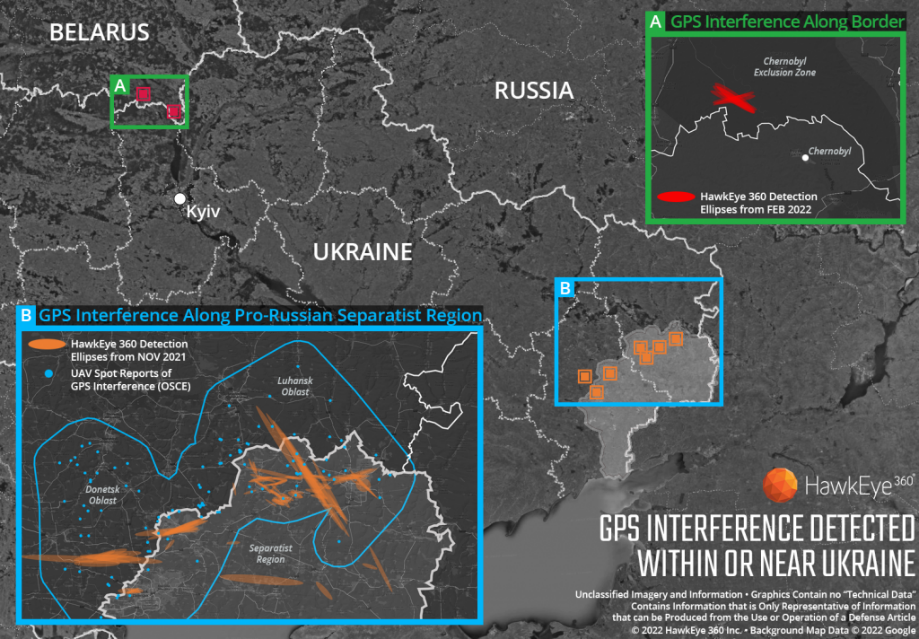 BELARUS
RUSSIA
UKRAINE
Kyiv
A
B
A GPS Interference Along Border
Chernobyl
Exclusion Zone
Chernobyl
HawkEye 360 Detection
Ellipses from FEB 2022
B GPS Interference Along Pro-Russian Separatist Region
HawkEye 360 Detection
Ellipses from NOV 2021
UAV Spot Reports of
GPS Interference (OSCE)
Luhansk
Oblast
Donetsk
Oblast
Separatist
Region
HawkEye 360°
GPS INTERFERENCE DETECTED
WITHIN OR NEAR UKRAINE
Unclassified Imagery and Information • Graphics Contain no "Technical Data"
Contains Information that is Only Representative of Information
that can be Produced from the Use or Operation of a Defense Article
© 2022 HawkEye 360 Inc. • Background Map Data © 2022 Google